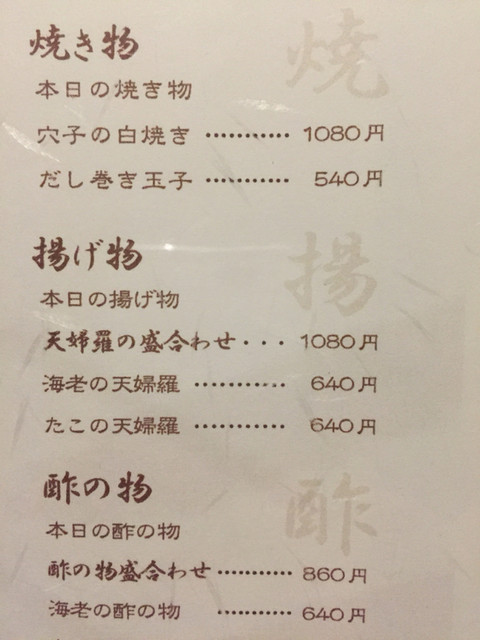 焼き物
焼
本日の焼き物
穴子の白焼き ………… 1080円
だし巻き玉子 ………… 540円
揚げ物
揚
本日の揚げ物
天婦羅の盛合わせ・・・ 1080円
海老の天婦羅 ………… 640円
たこの天婦羅 ………… 640円
酢の物
酢
本日の酢の物
酢の物盛合わせ ………… 860円
海老の酢の物 ………… 640円